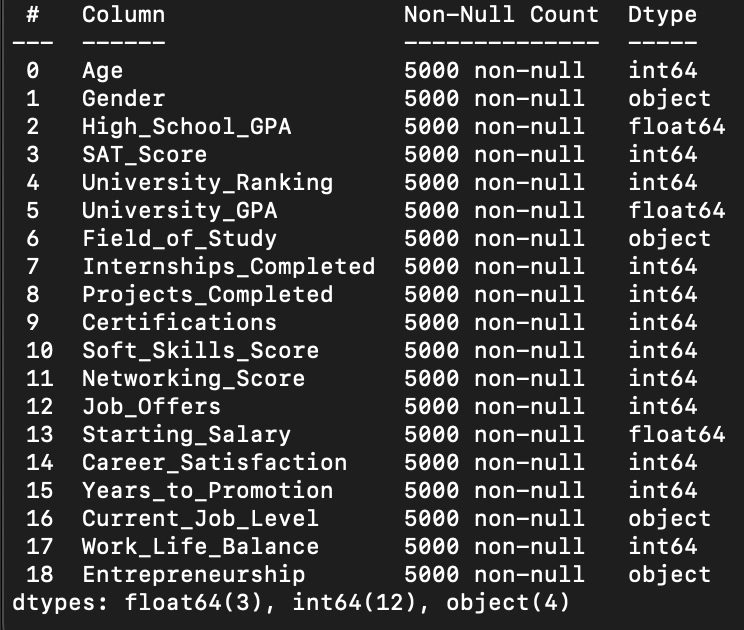 #   Column                 Non-Null Count  Dtype
---  ------                 --------------  -----
 0   Age                    5000 non-null   int64
 1   Gender                 5000 non-null   object
 2   High_School_GPA        5000 non-null   float64
 3   SAT_Score              5000 non-null   int64
 4   University_Ranking     5000 non-null   int64
 5   University_GPA         5000 non-null   float64
 6   Field_of_Study         5000 non-null   object
 7   Internships_Completed  5000 non-null   int64
 8   Projects_Completed     5000 non-null   int64
 9   Certifications         5000 non-null   int64
 10  Soft_Skills_Score      5000 non-null   int64
 11  Networking_Score       5000 non-null   int64
 12  Job_Offers             5000 non-null   int64
 13  Starting_Salary        5000 non-null   float64
 14  Career_Satisfaction    5000 non-null   int64
 15  Years_to_Promotion     5000 non-null   int64
 16  Current_Job_Level      5000 non-null   object
 17  Work_Life_Balance      5000 non-null   int64
 18  Entrepreneurship       5000 non-null   object
dtypes: float64(3), int64(12), object(4)